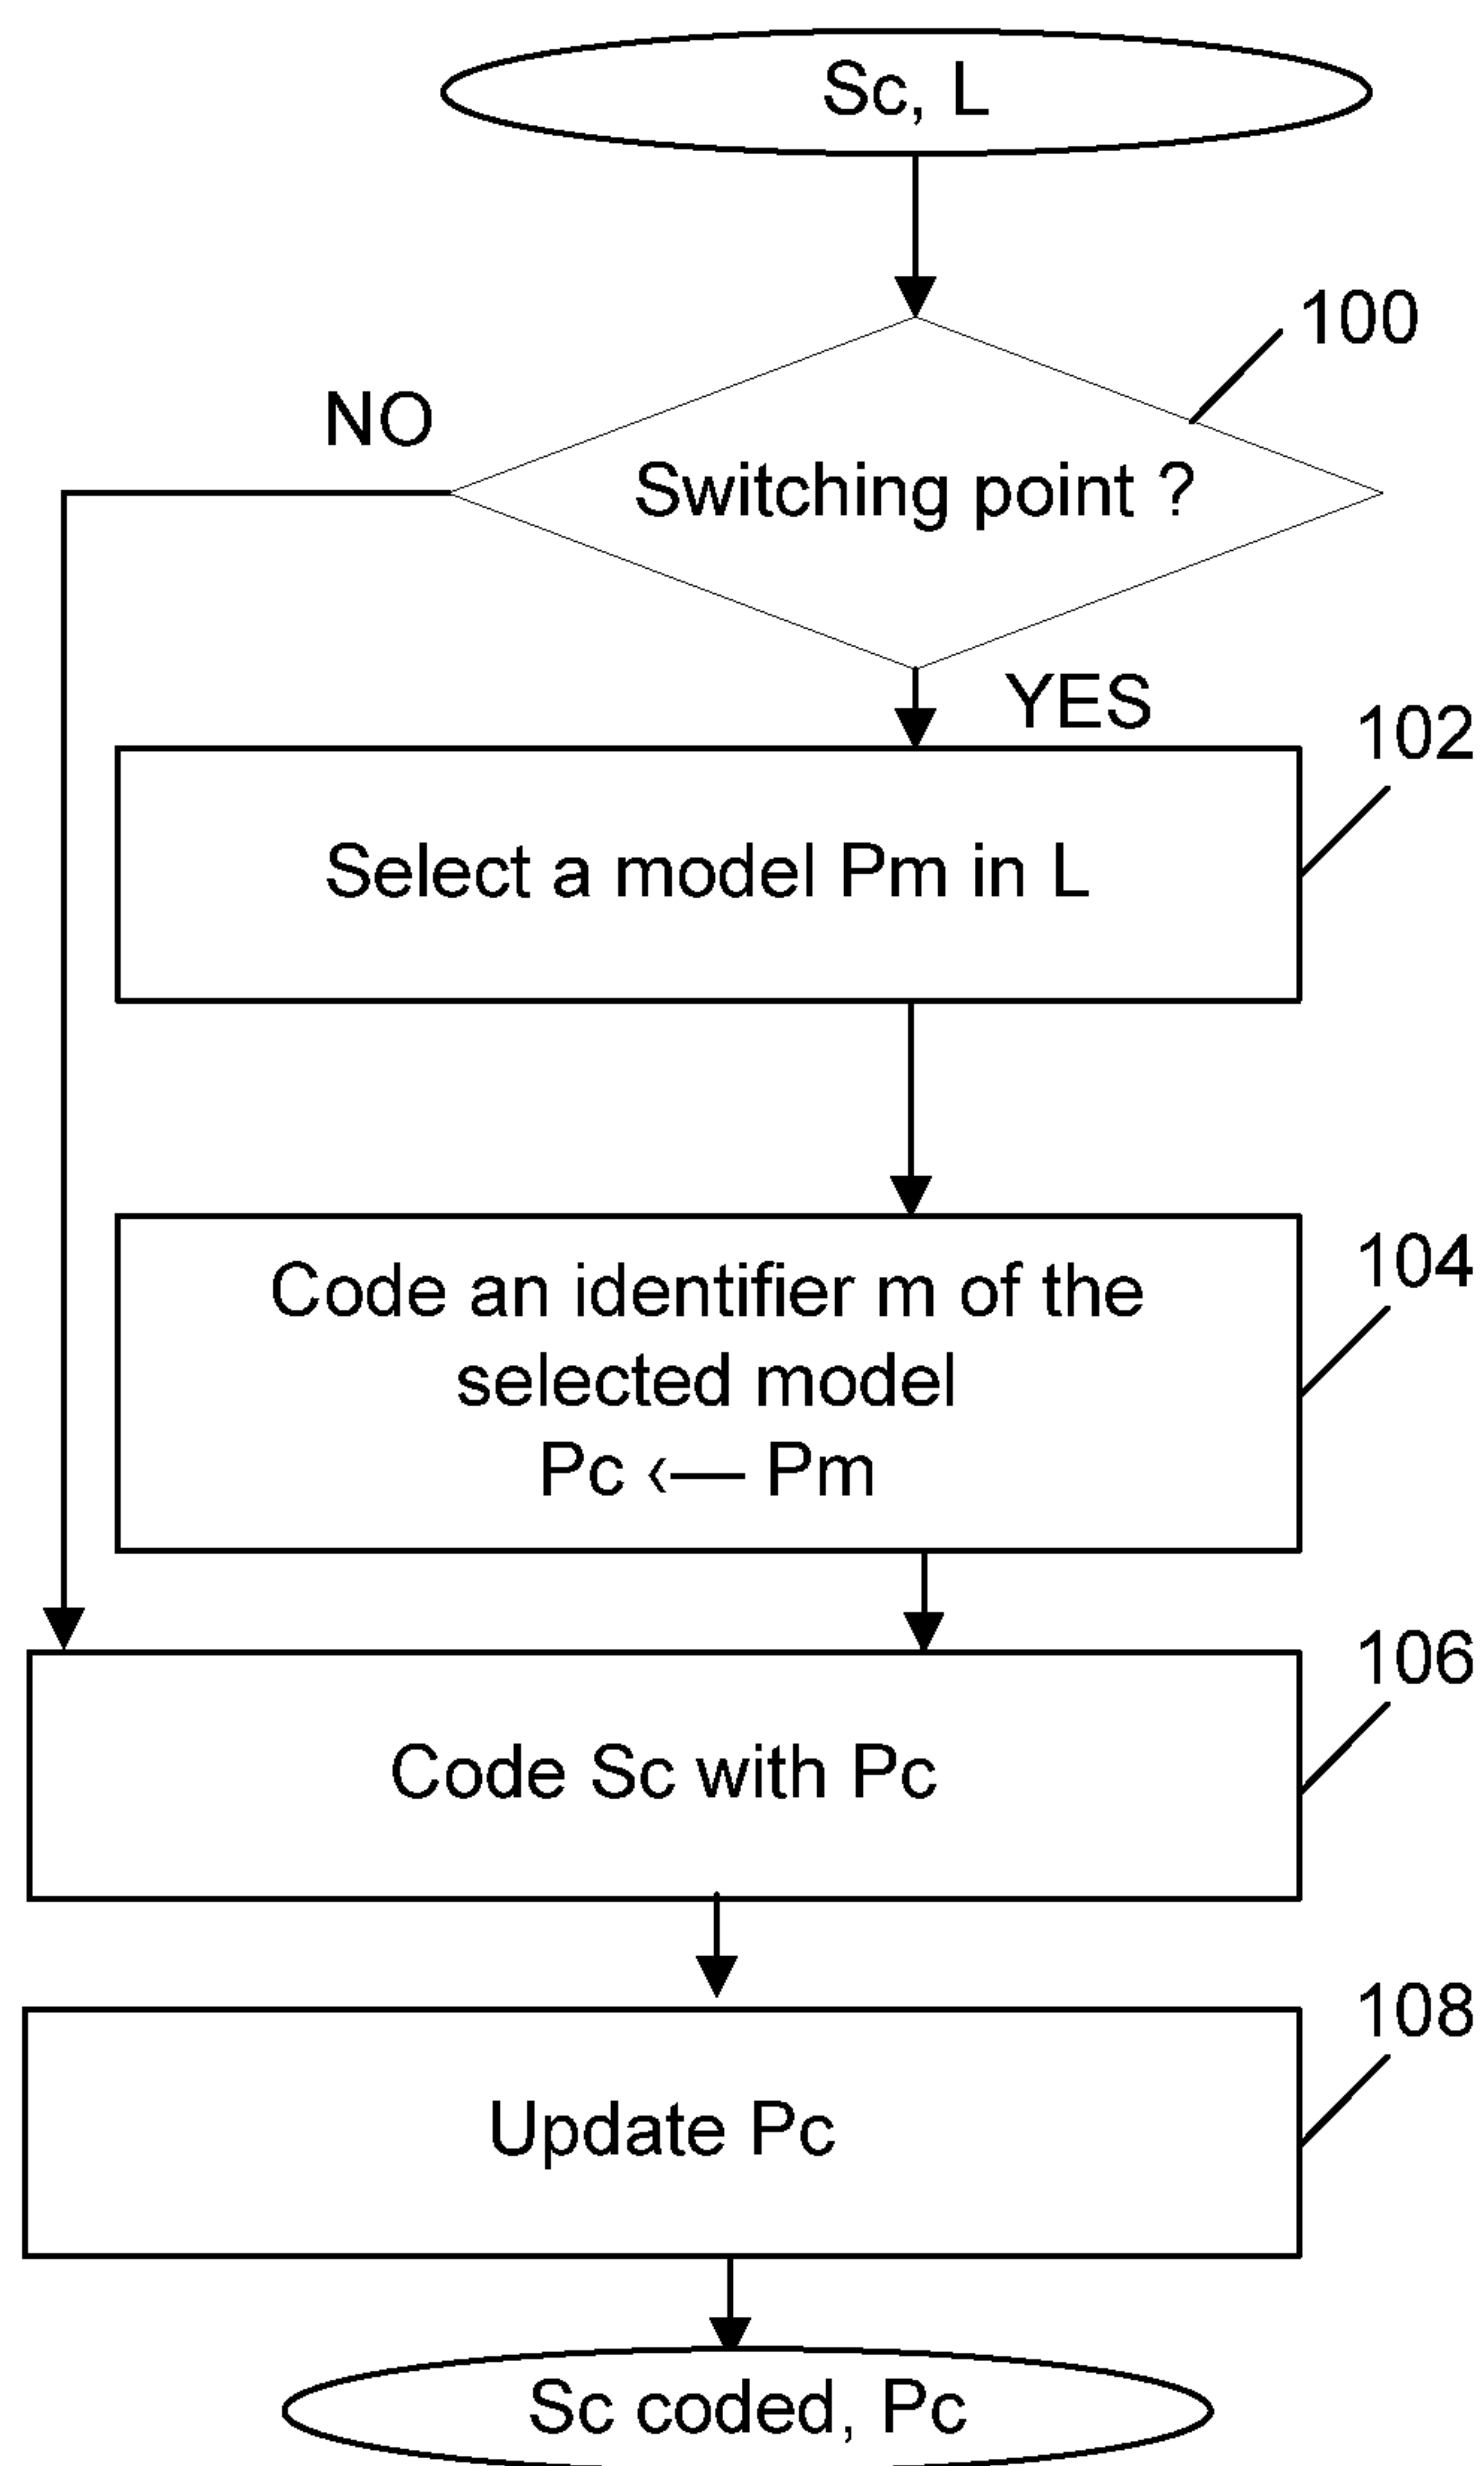 Sc, L
100
NO
Switching point ?
YES
102
Select a model Pm in L
104
Code an identifier m of the
selected model
Pc ← Pm
106
Code Sc with Pc
108
Update Pc
Sc coded, Pc